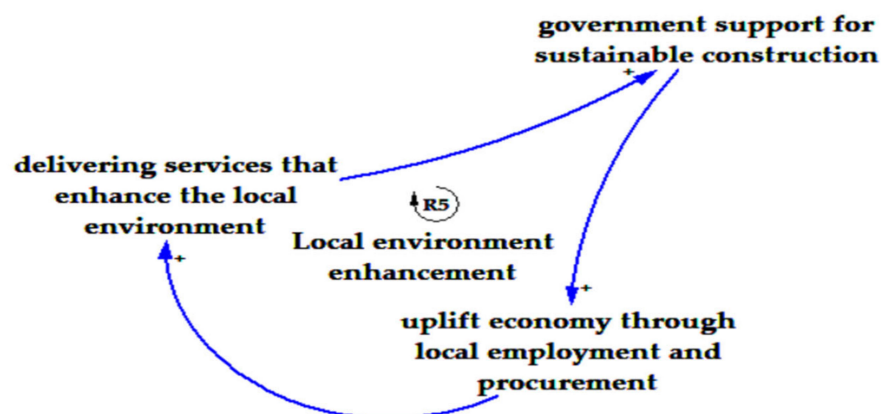 government support for
sustainable construction
+
delivering services that
enhance the local
environment
+
R5
Local environment
enhancement
+
uplift economy through
local employment and
procurement